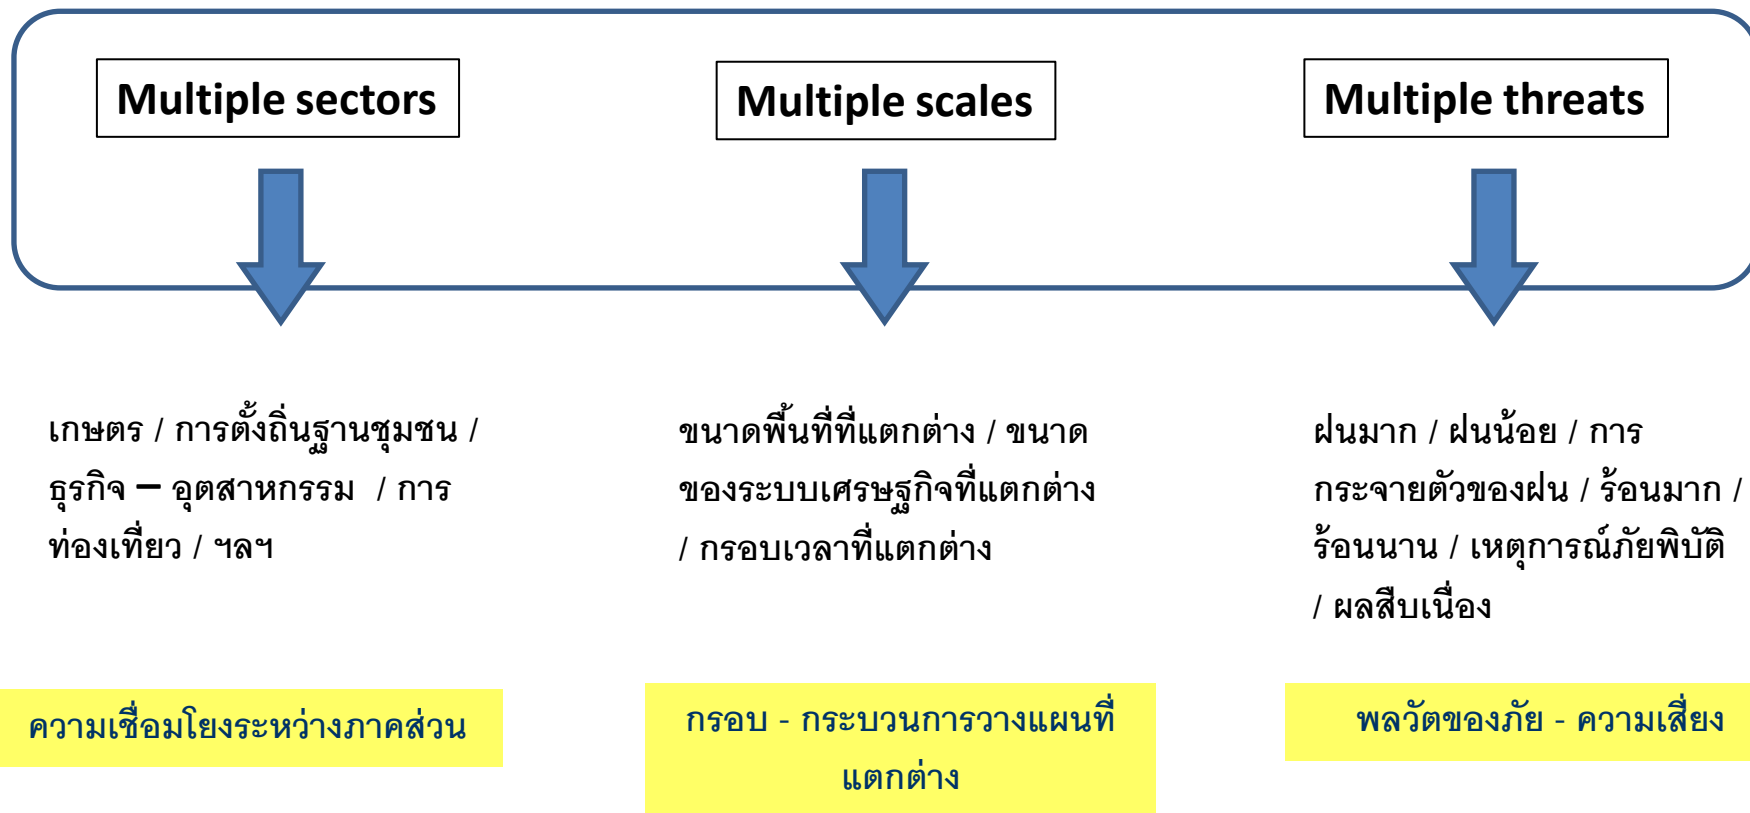 Multiple sectors
Multiple scales
Multiple threats
เกษตร / การตั้งถิ่นฐานชุมชน /
ธุรกิจ – อุตสาหกรรม / การ
ท่องเที่ยว / ฯลฯ
ขนาดพื้นที่ที่แตกต่าง / ขนาด
ของระบบเศรษฐกิจที่แตกต่าง
/ กรอบเวลาที่แตกต่าง
ฝนมาก / ฝนน้อย / การ
กระจายตัวของฝน / ร้อนมาก /
ร้อนนาน / เหตุการณ์ภัยพิบัติ
/ ผลสืบเนื่อง
ความเชื่อมโยงระหว่างภาคส่วน
กรอบ - กระบวนการวางแผนที่
แตกต่าง
พลวัตของภัย - ความเสี่ยง